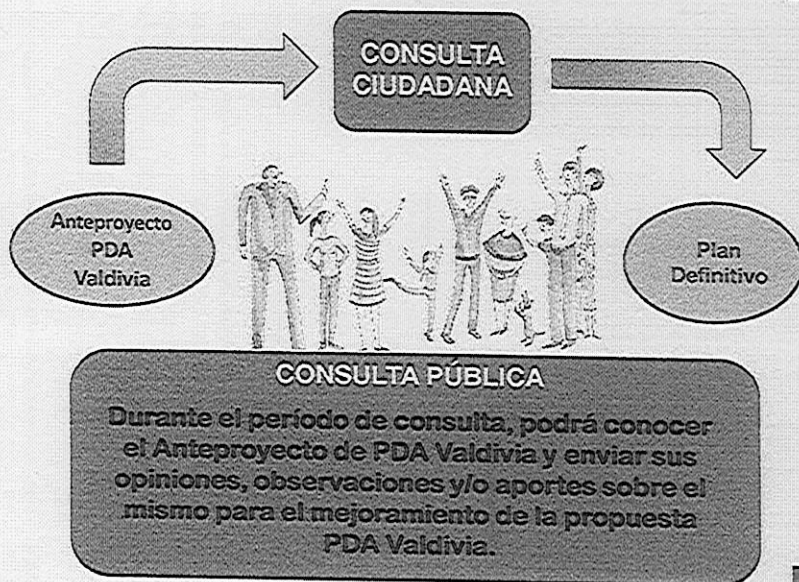 CONSULTA
CIUDADANA
Anteproyecto
PDA
Valdivia
Plan
Definitivo
CONSULTA PÚBLICA
Durante el período de consulta, podrá conocer
el Anteproyecto de PDA Valdivia y enviar sus
opiniones, observaciones y/o aportes sobre el
mismo para el mejoramiento de la propuesta
PDA Valdivia.